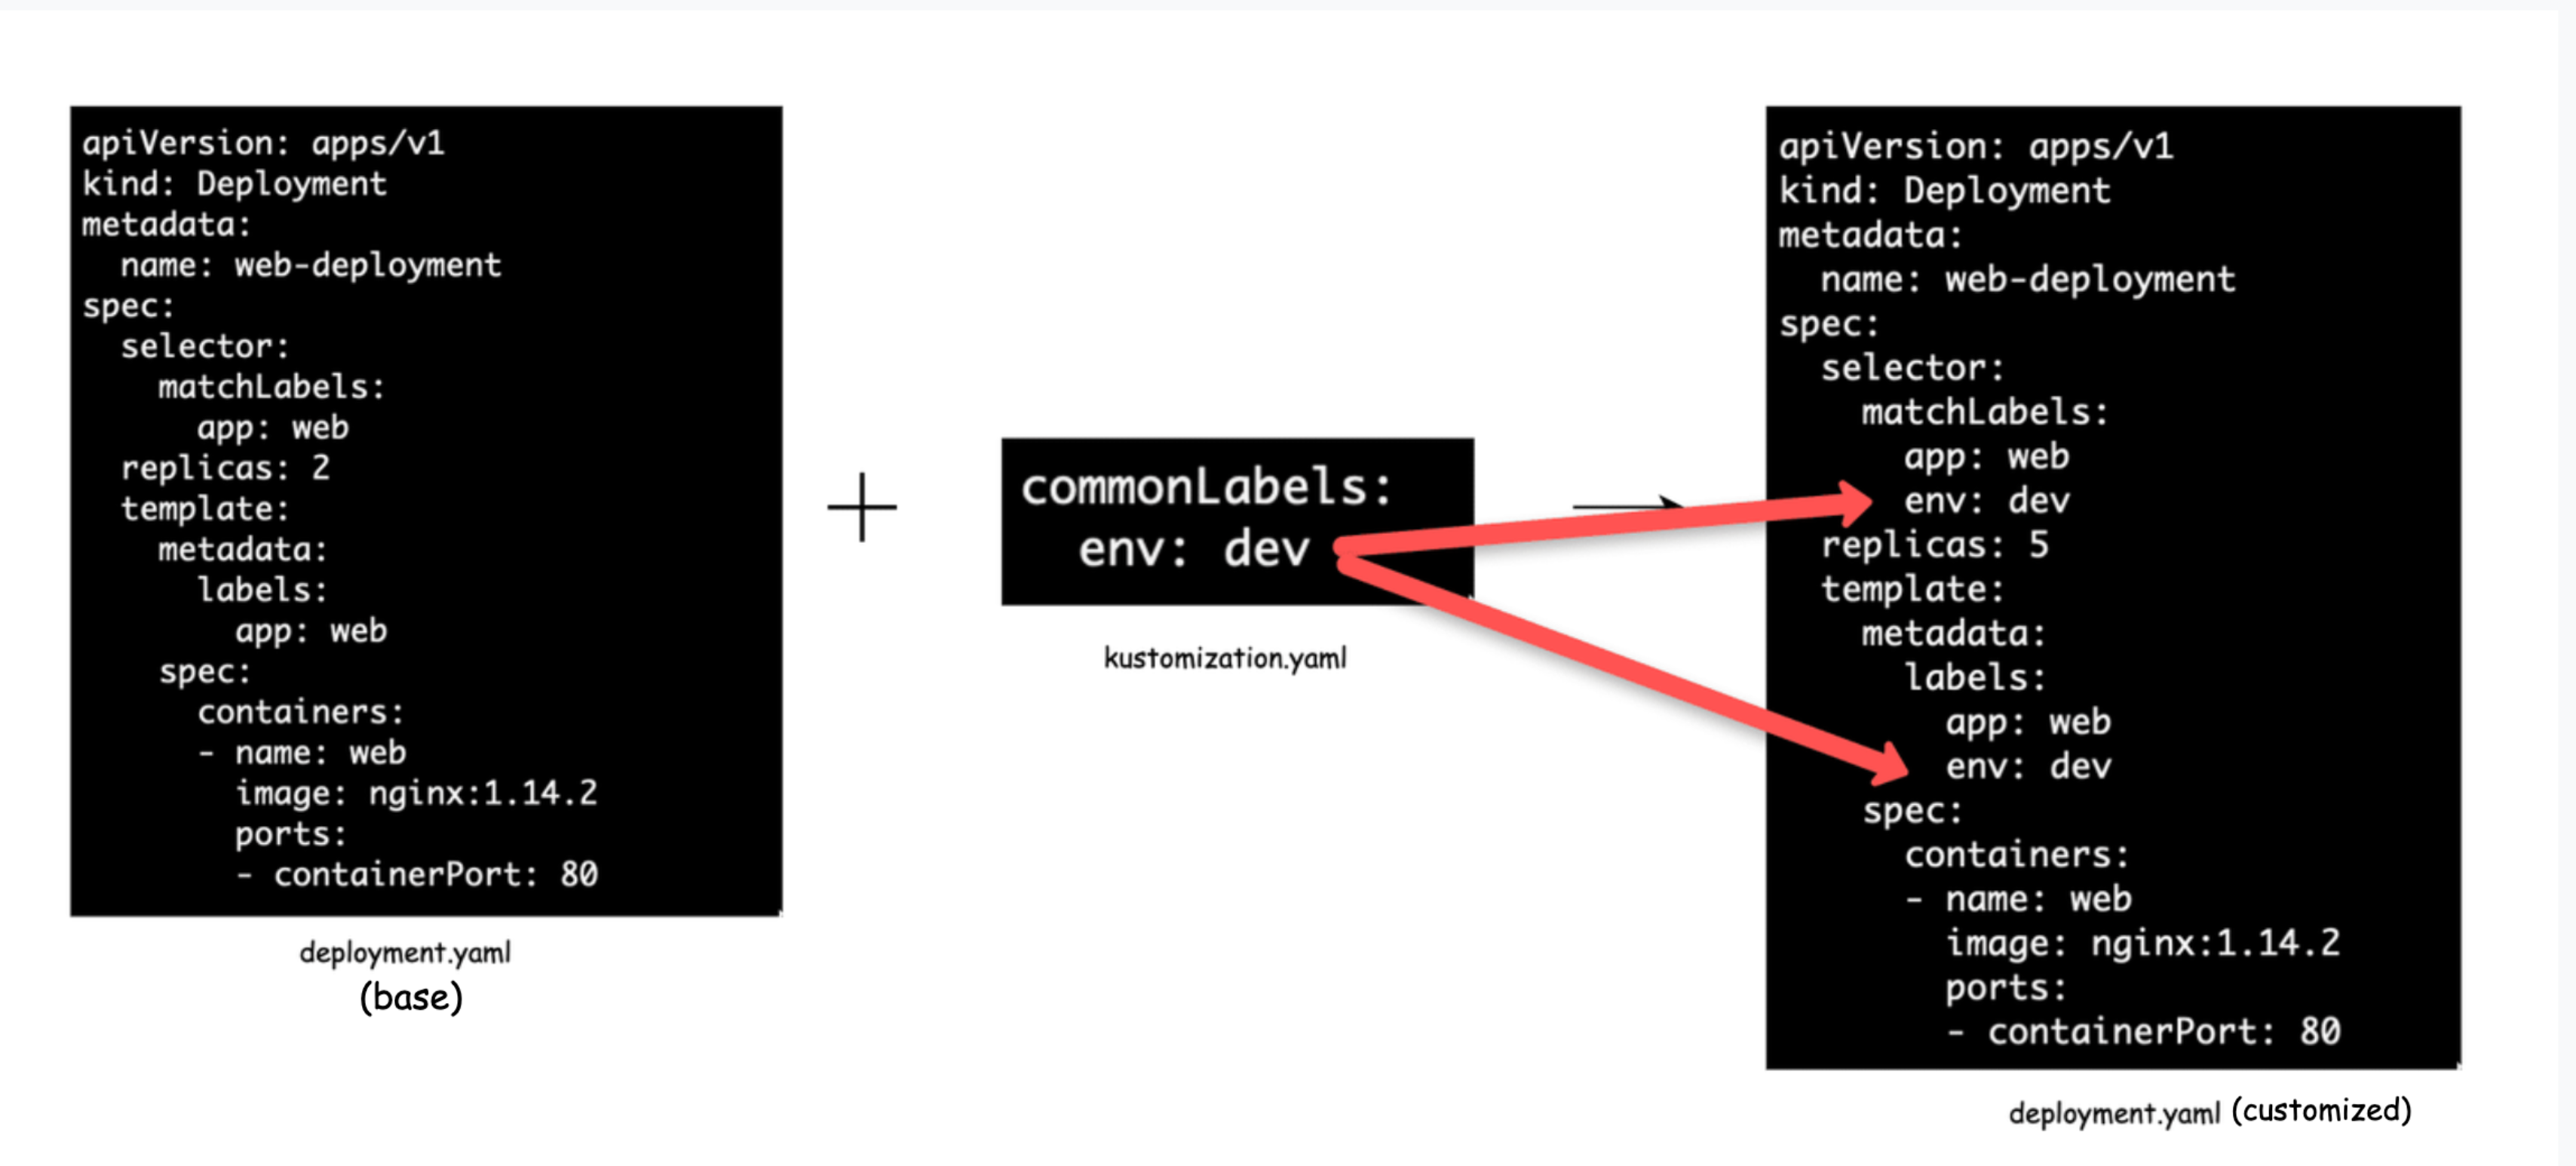 apiVersion: apps/v1
kind: Deployment
metadata:
  name: web-deployment
spec:
  selector:
    matchLabels:
      app: web
  replicas: 2
  template:
    metadata:
      labels:
        app: web
    spec:
      containers:
      - name: web
        image: nginx:1.14.2
        ports:
        - containerPort: 80
deployment.yaml
(base)
+
commonLabels:
  env: dev
kustomization.yaml
apiVersion: apps/v1
kind: Deployment
metadata:
  name: web-deployment
spec:
  selector:
    matchLabels:
      app: web
      env: dev
  replicas: 5
  template:
    metadata:
      labels:
        app: web
        env: dev
    spec:
      containers:
      - name: web
        image: nginx:1.14.2
        ports:
        - containerPort: 80
deployment.yaml (customized)